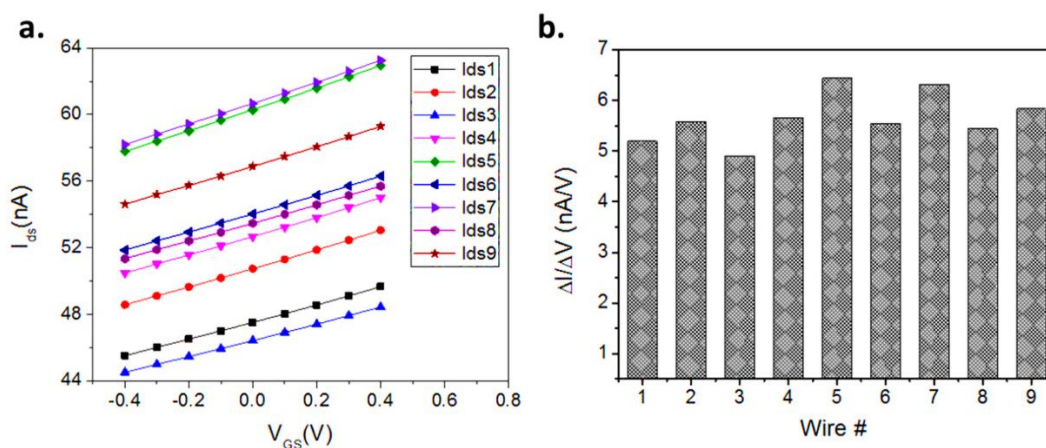 a.
64
60
56
52
48
44
I_ds(nA)
-0.4
-0.2
0.0
0.2
0.4
0.6
0.8
V_GS(V)
Ids1
Ids2
Ids3
Ids4
Ids5
Ids6
Ids7
Ids8
Ids9
b.
7
6
5
4
3
2
1
ΔI/ΔV (nA/V)
1 2 3 4 5 6 7 8 9
Wire #